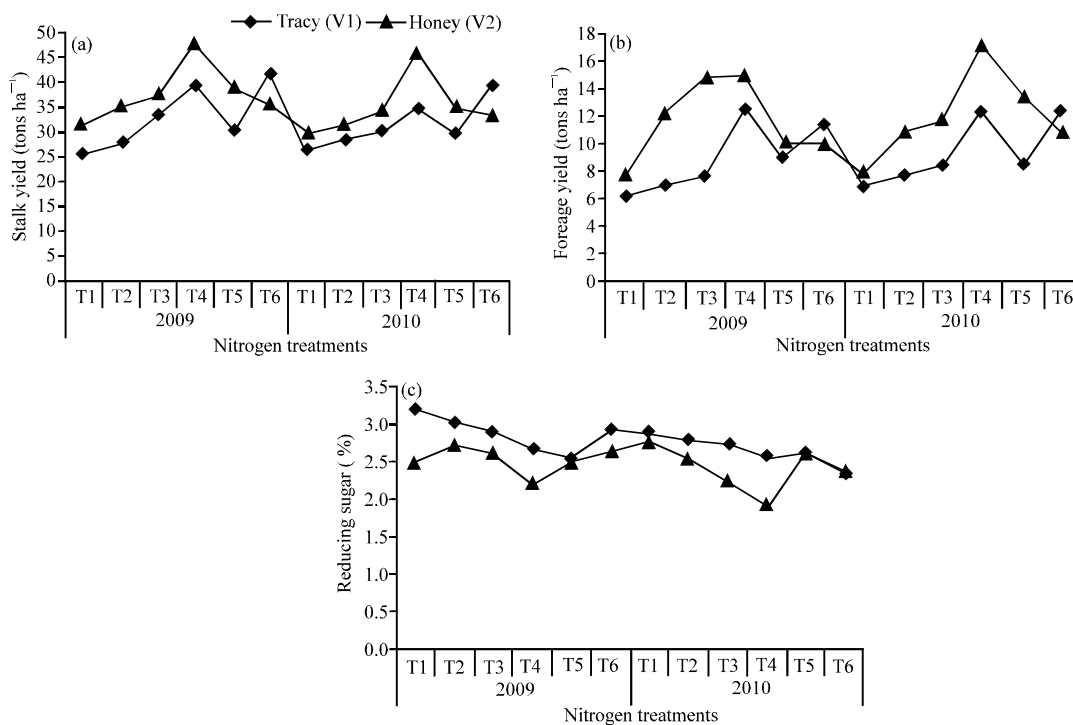 Tracy (V1) Honey (V2)
(a)
Stalk yield (tons ha⁻¹)
50
45
40
35
30
25
20
15
10
5
0
T1 T2 T3 T4 T5 T6 T1 T2 T3 T4 T5 T6
2009 2010
Nitrogen treatments
(b)
Foreage yield (tons ha⁻¹)
18
16
14
12
10
8
6
4
2
0
T1 T2 T3 T4 T5 T6 T1 T2 T3 T4 T5 T6
2009 2010
Nitrogen treatments
(c)
Reducing sugar ( %)
3.5
3.0
2.5
2.0
1.5
1.0
0.5
0.0
T1 T2 T3 T4 T5 T6 T1 T2 T3 T4 T5 T6
2009 2010
Nitrogen treatments